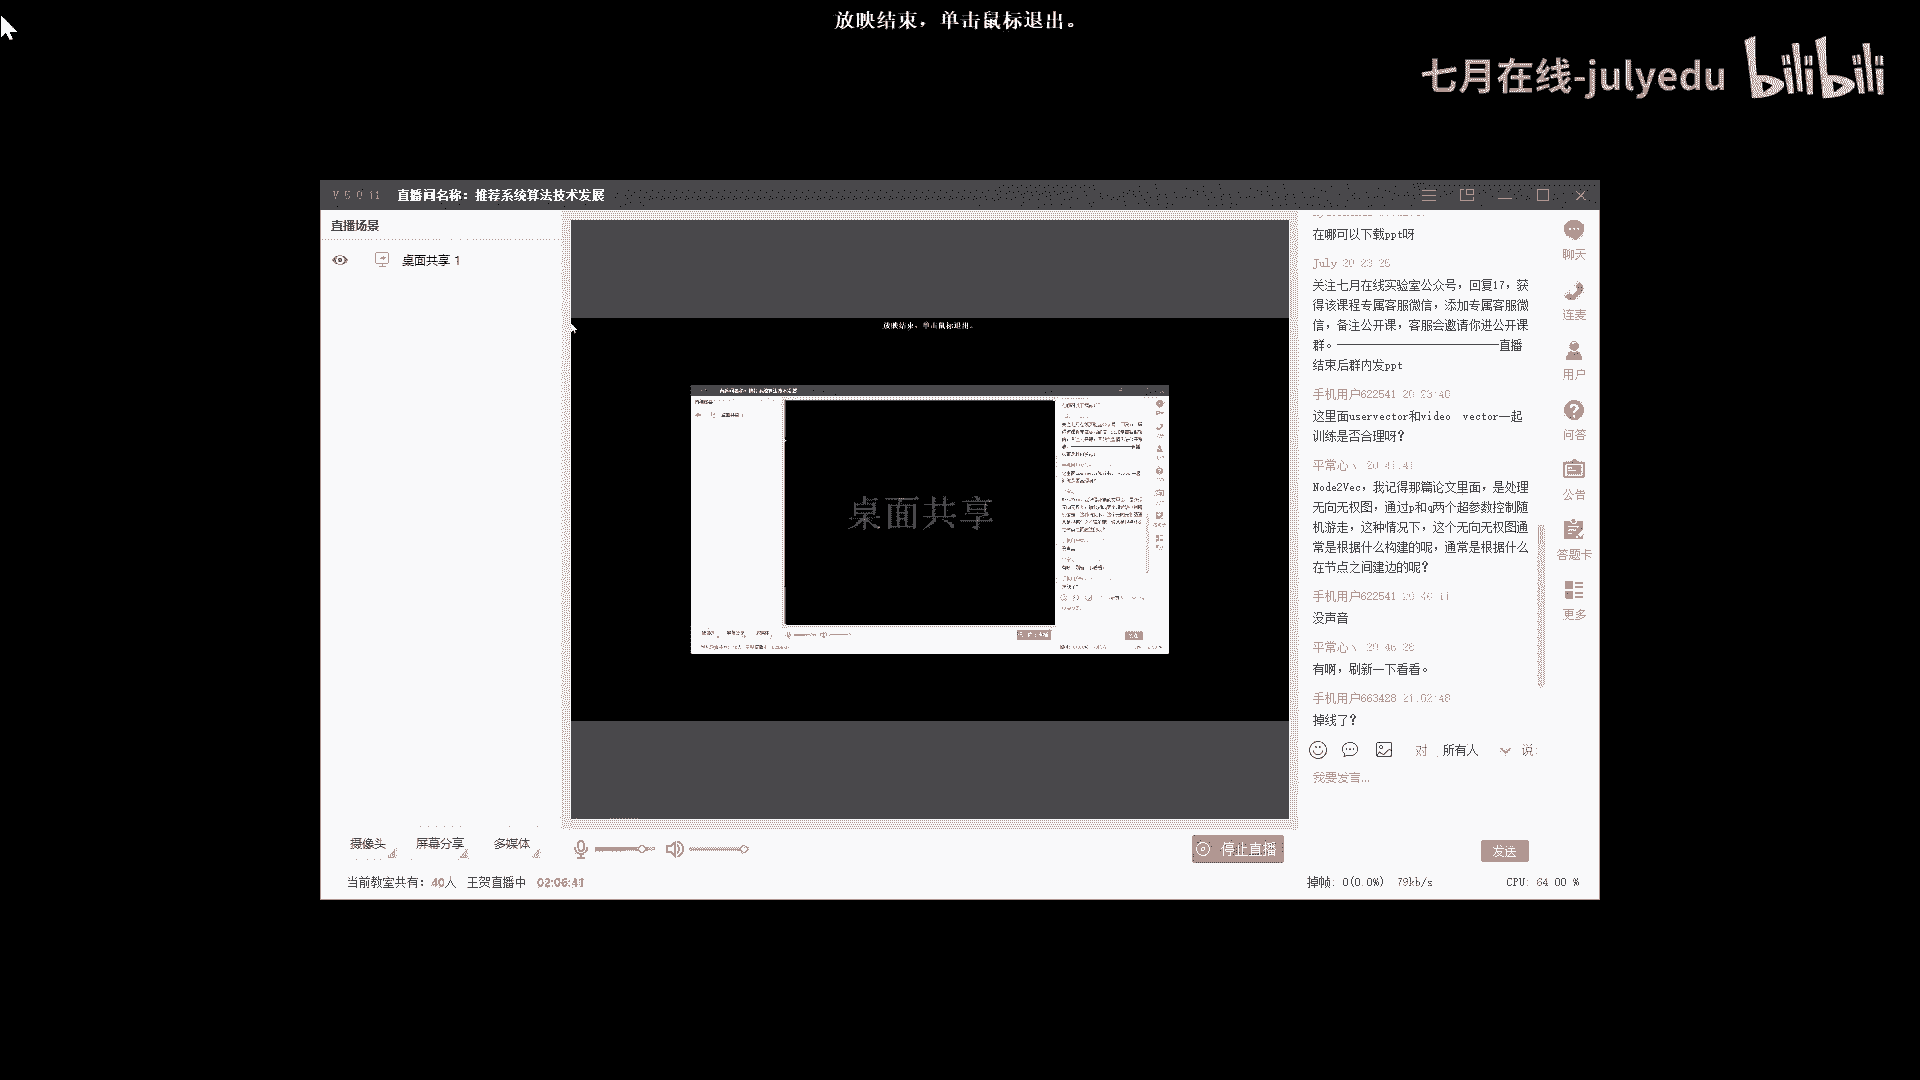 放映结束，单击鼠标退出。
七月在线-julyedu bilibili
V 5.0.11 直播间名称：推荐系统算法技术发展
直播场景
桌面共享 1
放映结束，单击鼠标退出。
桌面共享
在哪可以下载ppt呀
July 20:23:26
关注七月在线实验室公众号，回复17，获
得该课程专属客服微信，添加专属客服微
信，备注公开课，客服会邀请你进公开课
群。——————————————直播
结束后群内发ppt
手机用户622541 20:23:40
这里面uservector和video vector一起
训练是否合理呀？
平常心丶 20:41:41
Node2Vec，我记得那篇论文里面，是处理
无向无权图，通过p和q两个超参数控制随
机游走，这种情况下，这个无向无权图通
常是根据什么构建的呢，通常是根据什么
在节点之间建边的呢？
手机用户622541 20:46:11
没声音
平常心丶 20:46:28
有啊，刷新一下看看。
手机用户663428 21:02:48
掉线了？
对 所有人 说:
我要发言...
发送
聊天
连麦
用户
问答
公告
答题卡
更多
摄像头 屏幕分享 多媒体
停止直播
当前教室共有：40人 王贺直播中 02:06:41
掉帧: 0(0.0%) 79kb/s CPU: 64.00 %